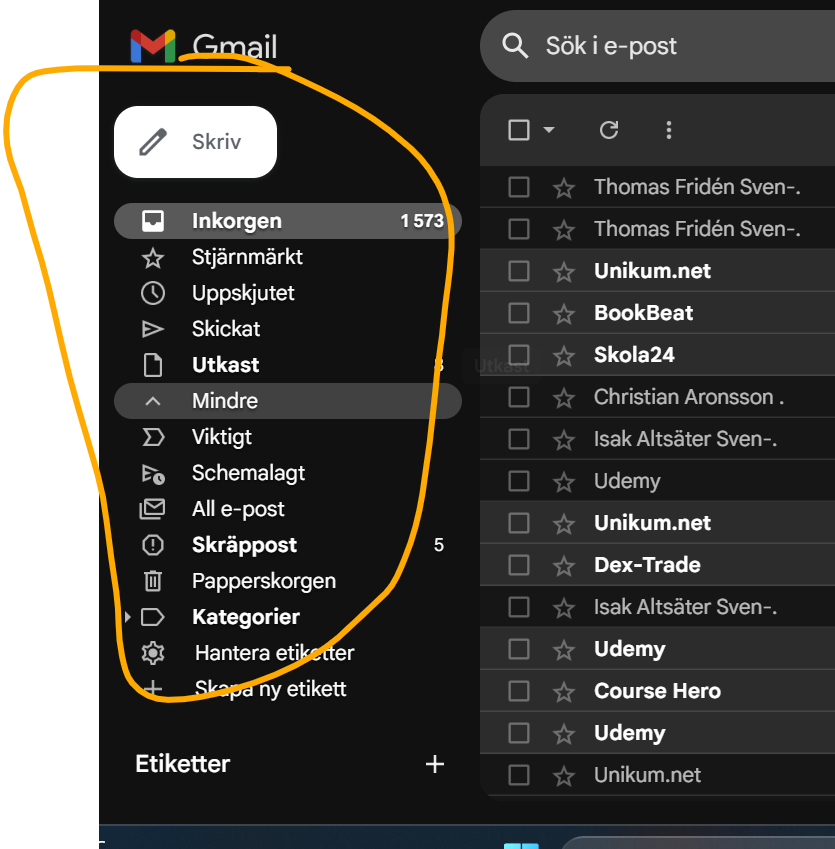 Gmail
Sök i e-post
Skriv
Inkorgen 1 573
Stjärnmärkt
Uppskjutet
Skickat
Utkast 8
Utkast
Mindre
Viktigt
Schemalagt
All e-post
Skräppost 5
Papperskorgen
Kategorier
Hantera etiketter
Skapa ny etikett
Etiketter
Thomas Fridén Sven-.
Thomas Fridén Sven-.
Unikum.net
BookBeat
Skola24
Christian Aronsson .
Isak Altsäter Sven-.
Udemy
Unikum.net
Dex-Trade
Isak Altsäter Sven-.
Udemy
Course Hero
Udemy
Unikum.net